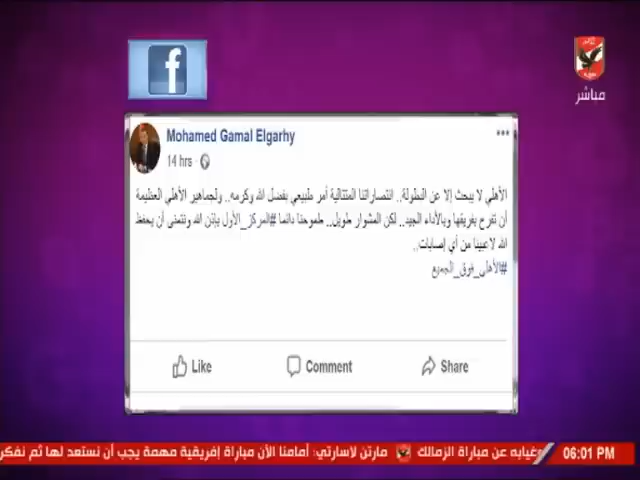 f
مباشر
Mohamed Gamal Elgarhy
14 hrs
الأهلي لا يبحث إلا عن البطولة.. انتصاراتنا المتتالية أمر طبيعي بفضل الله وكرمه.. ولجماهير الأهلي العظيمة
أن تفرح بفريقها وبالأداء الجيد.. لكن المشوار طويل.. طموحنا دائما #المركز_الأول بإذن الله ونتمنى أن يحفظ
الله لاعبينا من أي إصابات..
#الأهلي_فوق_الجميع
Like Comment Share
وغيابه عن مباراة الزمالك مارتن لاسارتي: أمامنا الآن مباراة إفريقية مهمة يجب أن نستعد لها ثم نفكر
06:01 PM